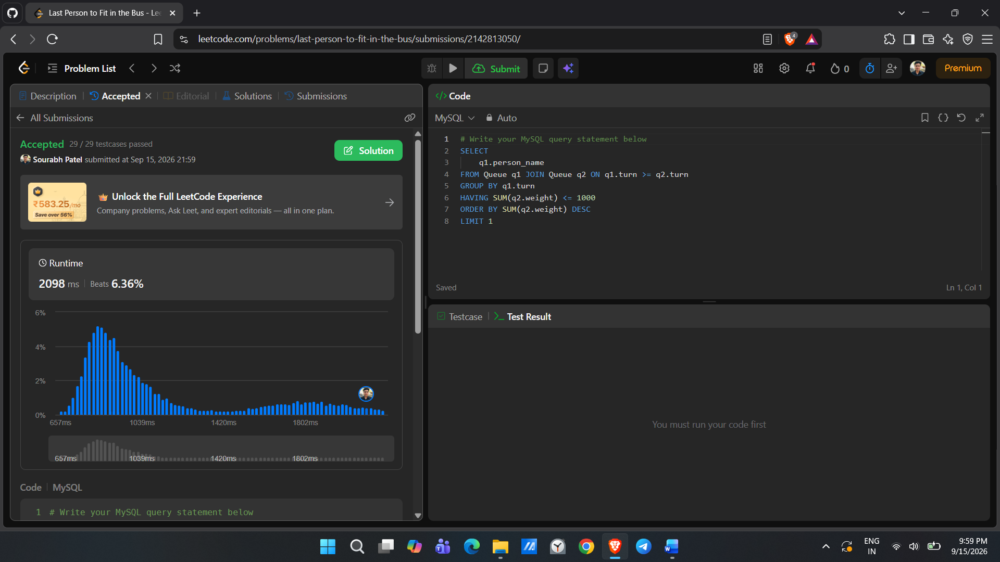 Last Person to Fit in the Bus - Lee
leetcode.com/problems/last-person-to-fit-in-the-bus/submissions/2142813050/
4
Problem List
Submit
0
Premium
Description
Accepted
Editorial
Solutions
Submissions
All Submissions
Accepted 29 / 29 testcases passed
Sourabh Patel submitted at Sep 15, 2026 21:59
Solution
₹583.25/mo
Save over 56%
Unlock the Full LeetCode Experience
Company problems, Ask Leet, and expert editorials — all in one plan.
Runtime
2098 ms Beats 6.36%
6%
4%
2%
0%
657ms 1039ms 1420ms 1802ms
657ms 1039ms 1420ms 1802ms
Code MySQL
1 # Write your MySQL query statement below
</> Code
MySQL Auto
1 # Write your MySQL query statement below
2 SELECT
3 q1.person_name
4 FROM Queue q1 JOIN Queue q2 ON q1.turn >= q2.turn
5 GROUP BY q1.turn
6 HAVING SUM(q2.weight) <= 1000
7 ORDER BY SUM(q2.weight) DESC
8 LIMIT 1
Saved
Ln 1, Col 1
Testcase
Test Result
You must run your code first
ENG
IN
9:59 PM
9/15/2026